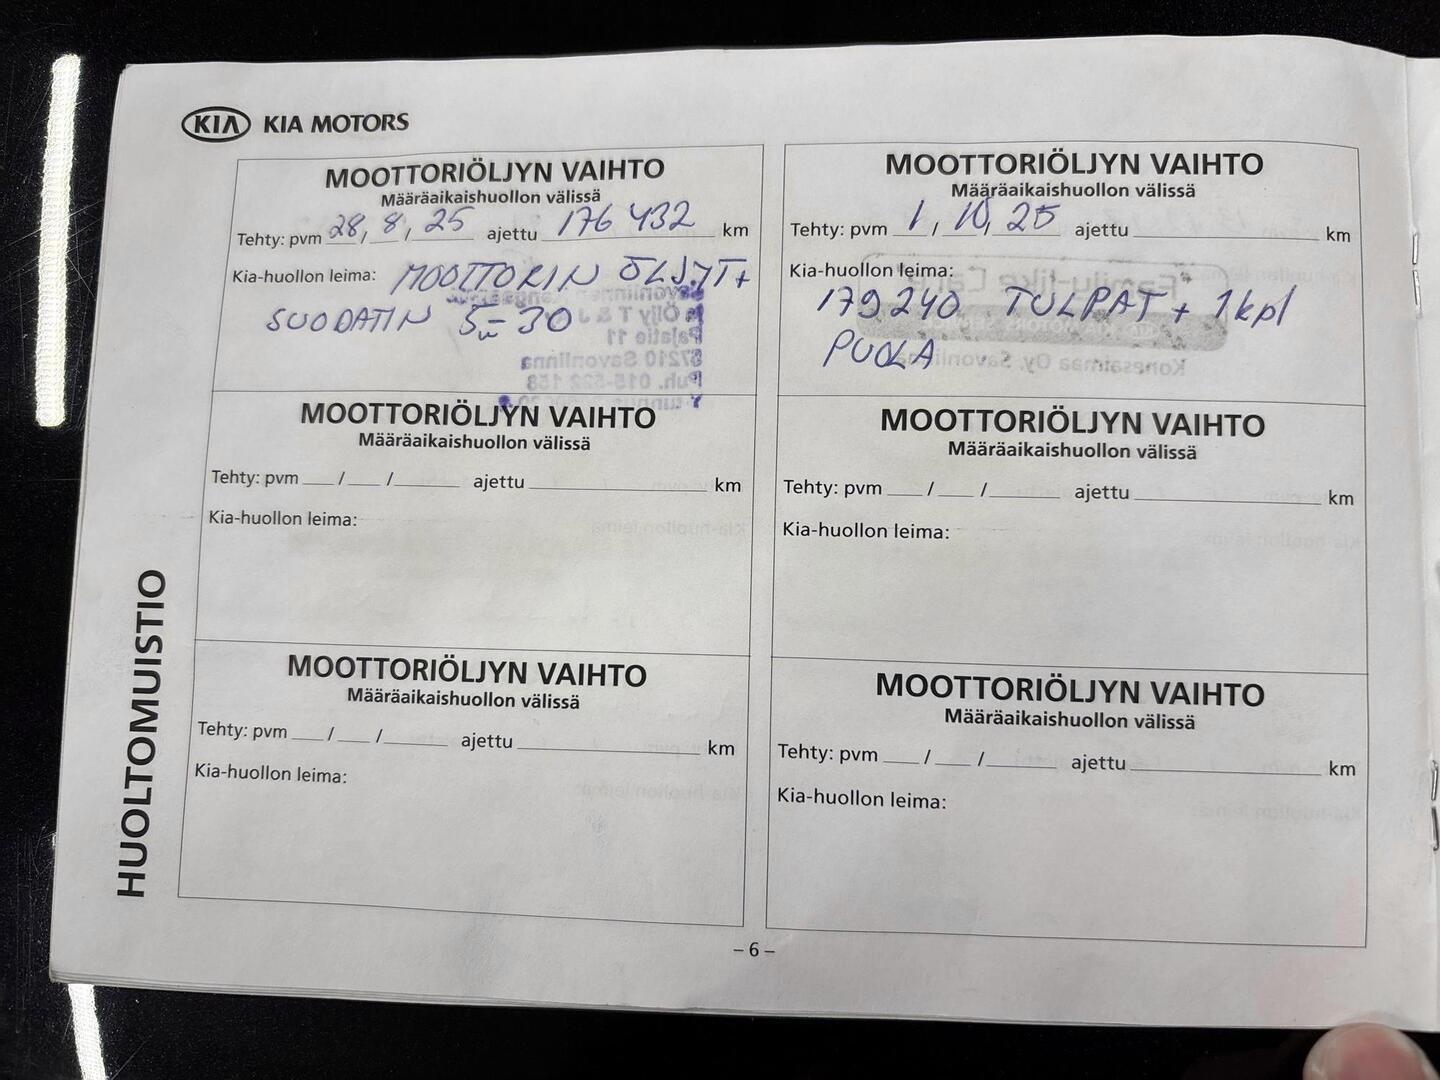 KIA KIA MOTORS
MOOTTORIÖLJYN VAIHTO
Määräaikaishuollon välissä
Tehty: pvm 28, 8, 25 ajettu 176 432 km
Kia-huollon leima: MOOTTORIN ÖLJYT +
SUODATIN 5w-30
MOOTTORIÖLJYN VAIHTO
Määräaikaishuollon välissä
Tehty: pvm 1 / 10, 25 ajettu km
Kia-huollon leima:
179240 TULPAT + 1 kpl
PUOLA
MOOTTORIÖLJYN VAIHTO
Määräaikaishuollon välissä
Tehty: pvm / / ajettu km
Kia-huollon leima:
MOOTTORIÖLJYN VAIHTO
Määräaikaishuollon välissä
Tehty: pvm / / ajettu km
Kia-huollon leima:
MOOTTORIÖLJYN VAIHTO
Määräaikaishuollon välissä
Tehty: pvm / / ajettu km
Kia-huollon leima:
MOOTTORIÖLJYN VAIHTO
Määräaikaishuollon välissä
Tehty: pvm / / ajettu km
Kia-huollon leima:
HUOLTOMUISTIO
– 6 –